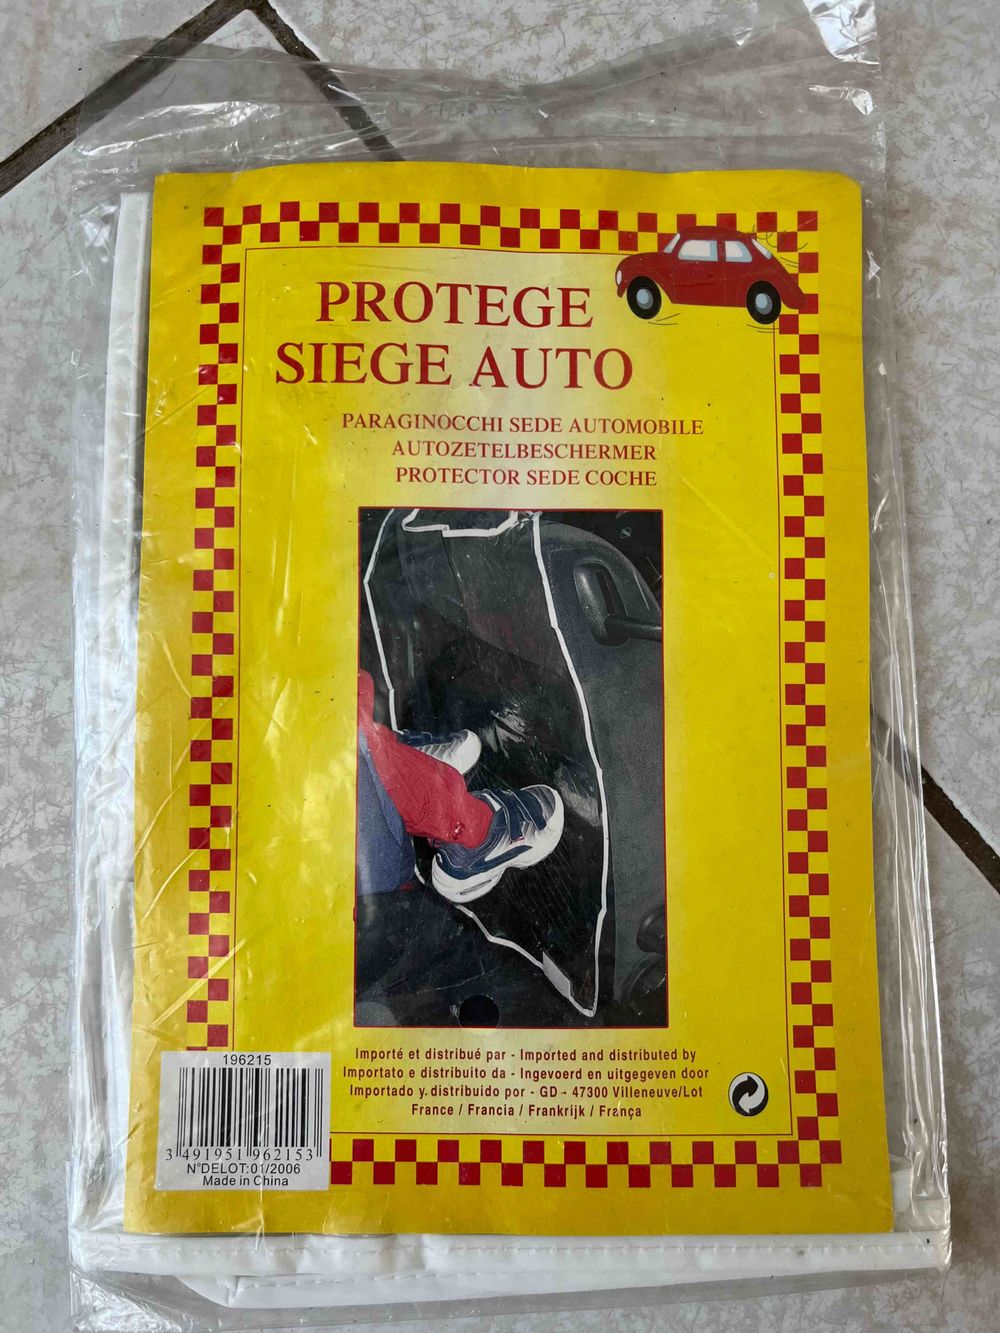 PROTEGE
SIEGE AUTO
PARAGINOCCHI SEDE AUTOMOBILE
AUTOZETELBESCHERMER
PROTECTOR SEDE COCHE
Importé et distribué par - Imported and distributed by
Importato e distribuito da - Ingevoerd en uitgegeven door
Importado y. distribuido por - GD - 47300 Villeneuve/Lot
France / Francia / Frankrijk / França
196215
3 491951 962153
N°DELOT:01/2006
Made in China